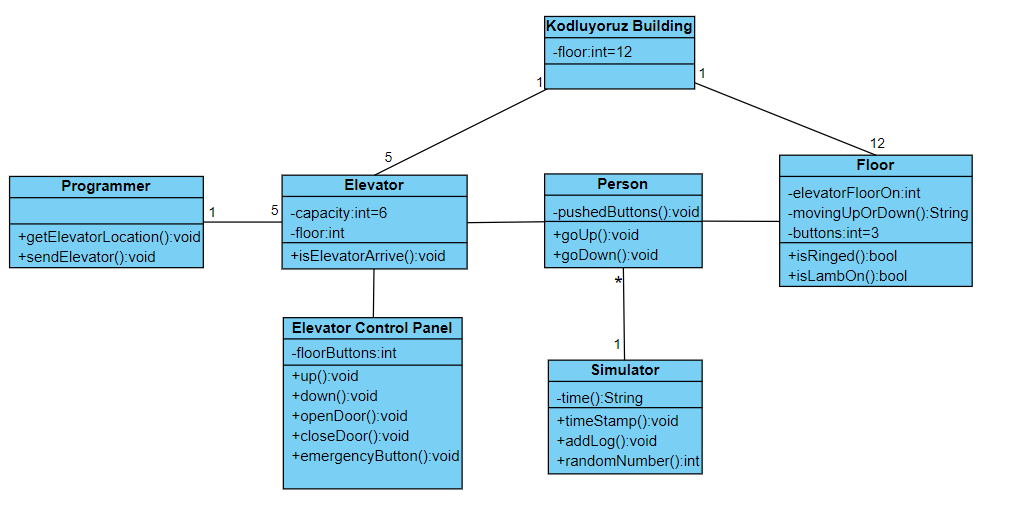 Kodluyoruz Building
-floor:int=12
1
1
5
12
Programmer
+getElevatorLocation():void
+sendElevator():void
1
5
Elevator
-capacity:int=6
-floor:int
+isElevatorArrive():void
Person
-pushedButtons():void
+goUp():void
+goDown():void
Floor
-elevatorFloorOn:int
-movingUpOrDown():String
-buttons:int=3
+isRinged():bool
+isLambOn():bool
*
1
Elevator Control Panel
-floorButtons:int
+up():void
+down():void
+openDoor():void
+closeDoor():void
+emergencyButton():void
Simulator
-time():String
+timeStamp():void
+addLog():void
+randomNumber():int